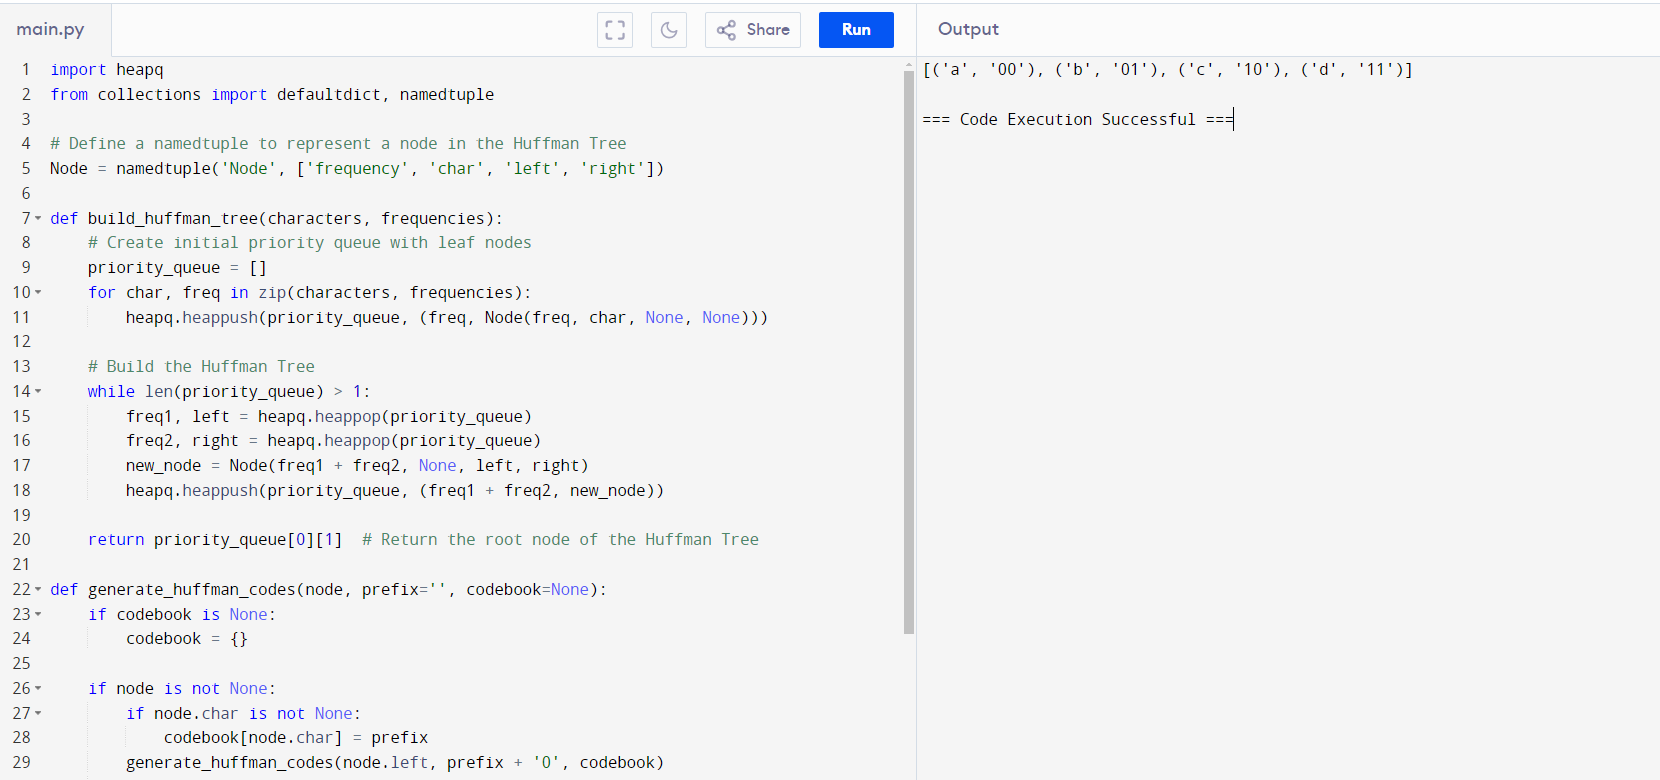 main.py
Share
Run
Output
1 import heapq
2 from collections import defaultdict, namedtuple
3
4 # Define a namedtuple to represent a node in the Huffman Tree
5 Node = namedtuple('Node', ['frequency', 'char', 'left', 'right'])
6
7 def build_huffman_tree(characters, frequencies):
8     # Create initial priority queue with leaf nodes
9     priority_queue = []
10     for char, freq in zip(characters, frequencies):
11         heapq.heappush(priority_queue, (freq, Node(freq, char, None, None)))
12
13     # Build the Huffman Tree
14     while len(priority_queue) > 1:
15         freq1, left = heapq.heappop(priority_queue)
16         freq2, right = heapq.heappop(priority_queue)
17         new_node = Node(freq1 + freq2, None, left, right)
18         heapq.heappush(priority_queue, (freq1 + freq2, new_node))
19
20     return priority_queue[0][1]  # Return the root node of the Huffman Tree
21
22 def generate_huffman_codes(node, prefix='', codebook=None):
23     if codebook is None:
24         codebook = {}
25
26     if node is not None:
27         if node.char is not None:
28             codebook[node.char] = prefix
29         generate_huffman_codes(node.left, prefix + '0', codebook)
[('a', '00'), ('b', '01'), ('c', '10'), ('d', '11')]
=== Code Execution Successful ===